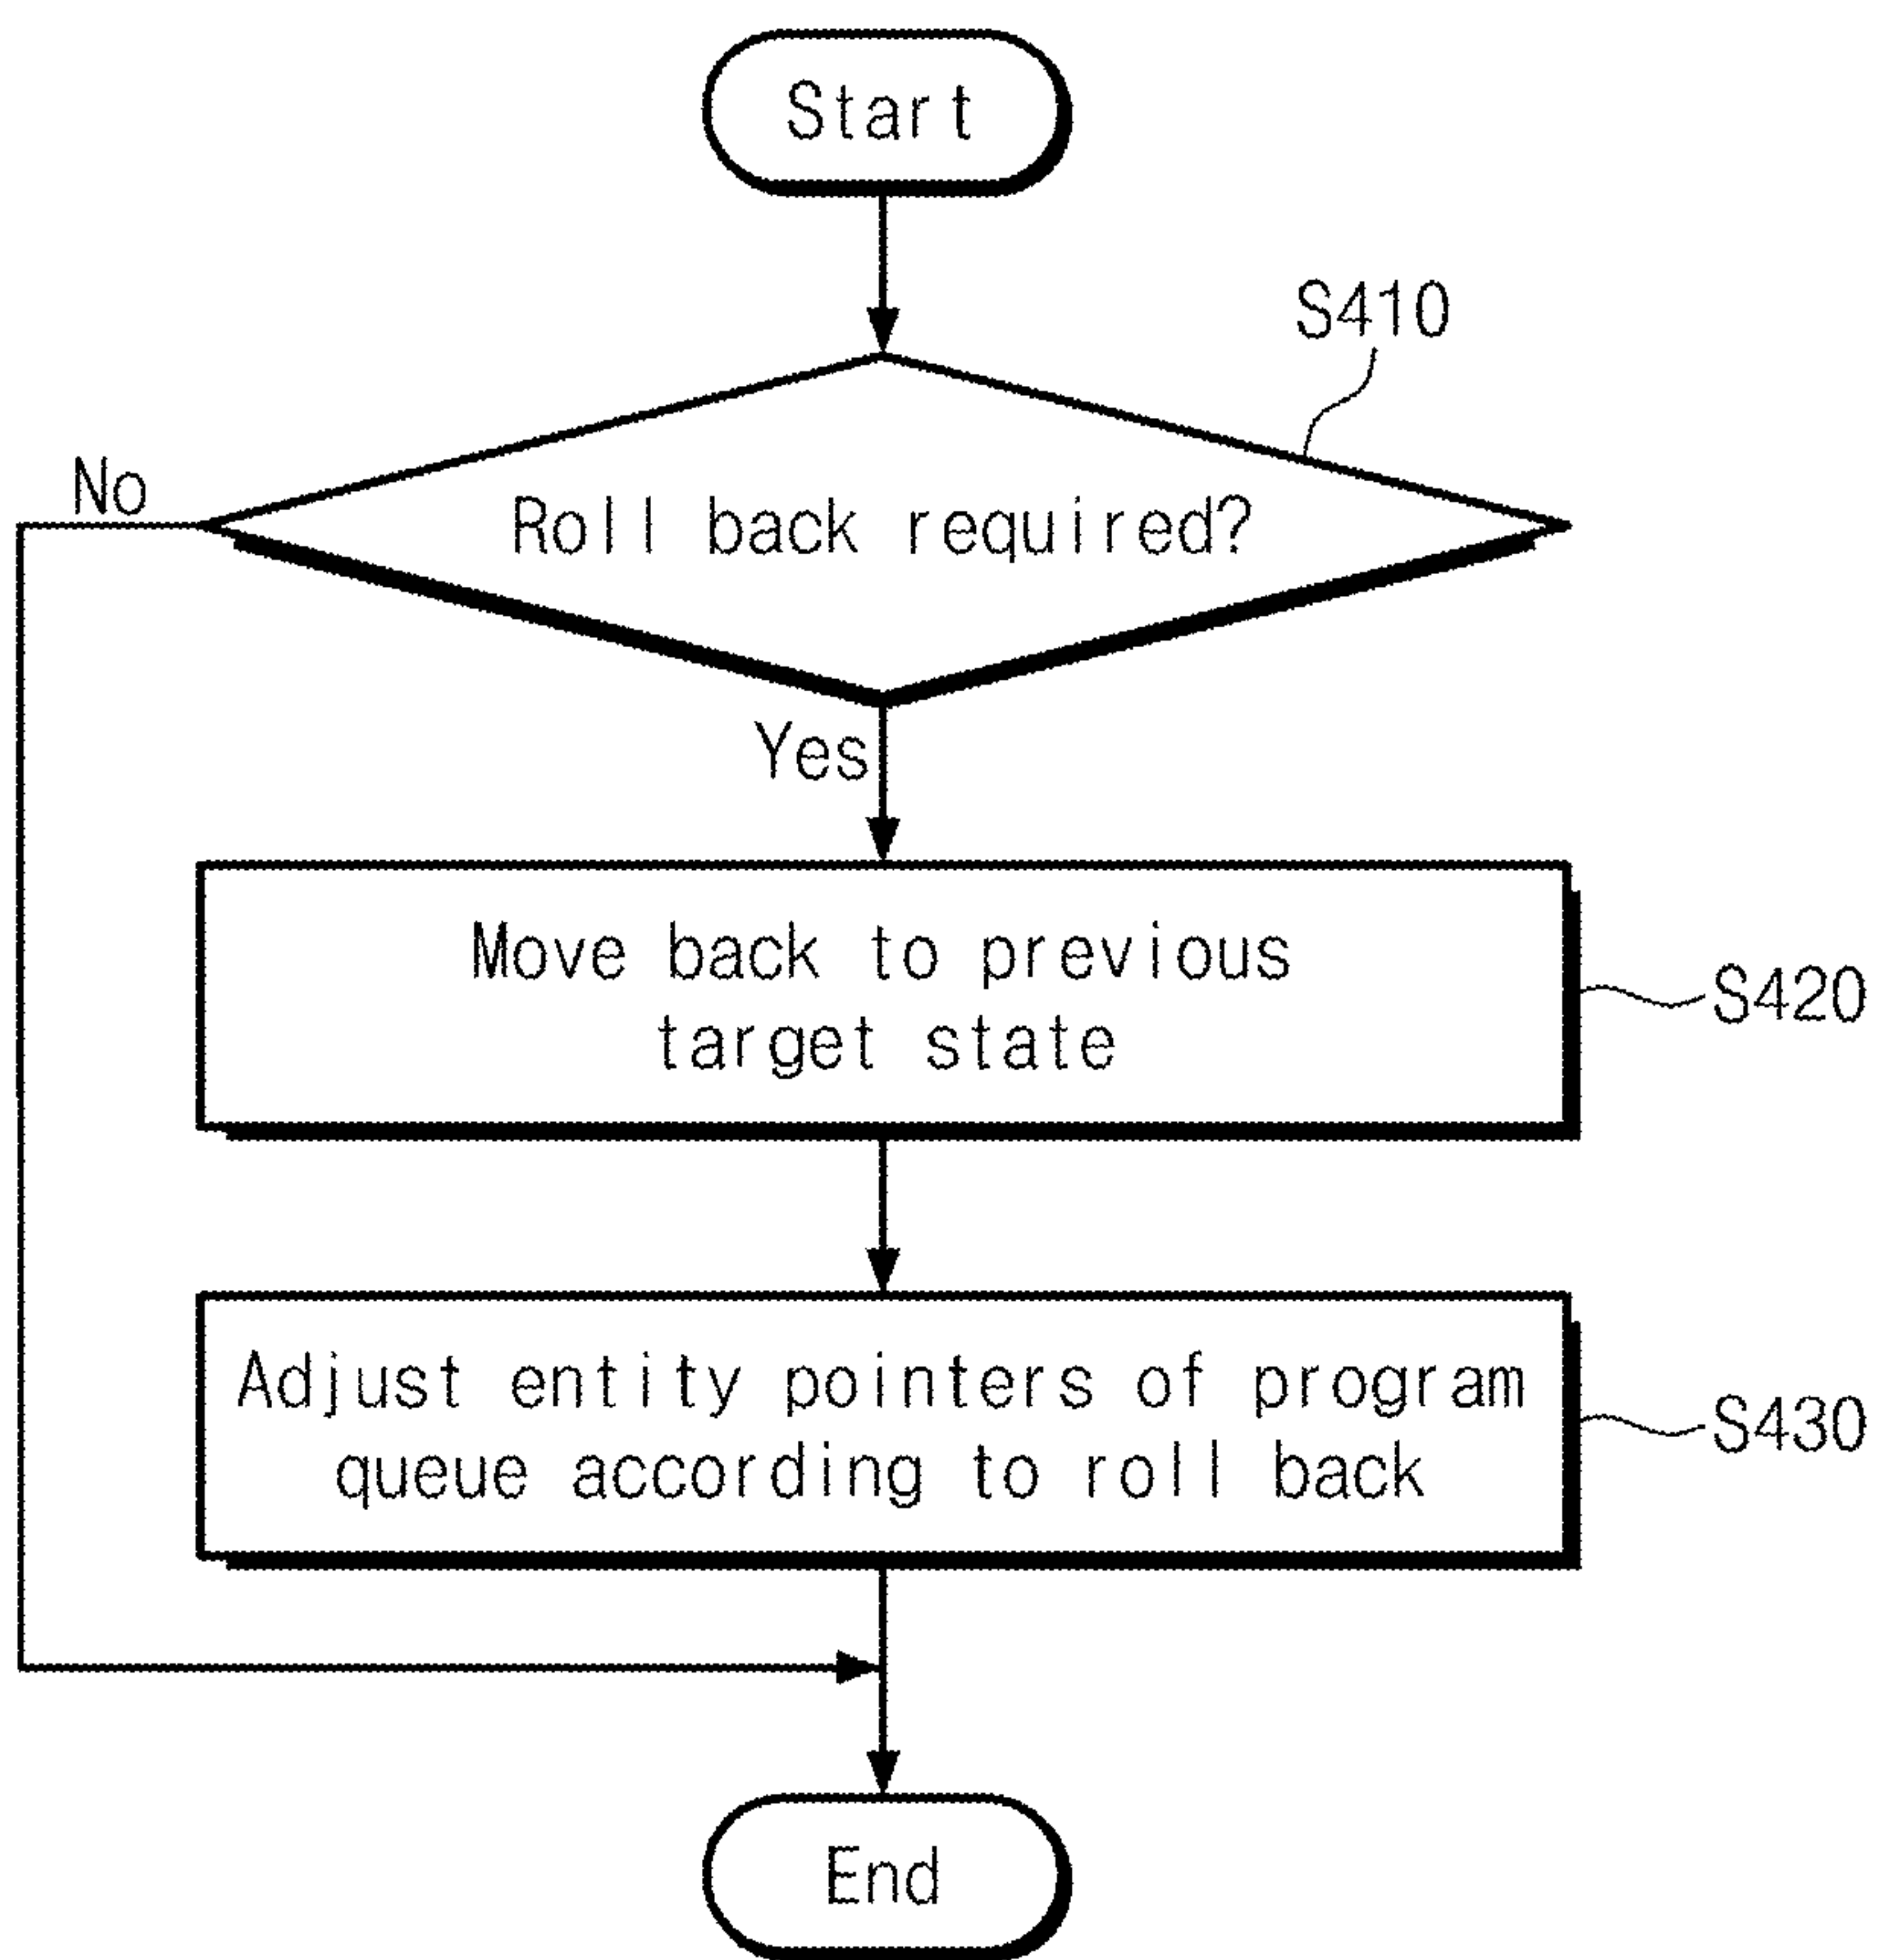 Start
S410
No
Roll back required?
Yes
Move back to previous
target state
S420
Adjust entity pointers of program
queue according to roll back
S430
End